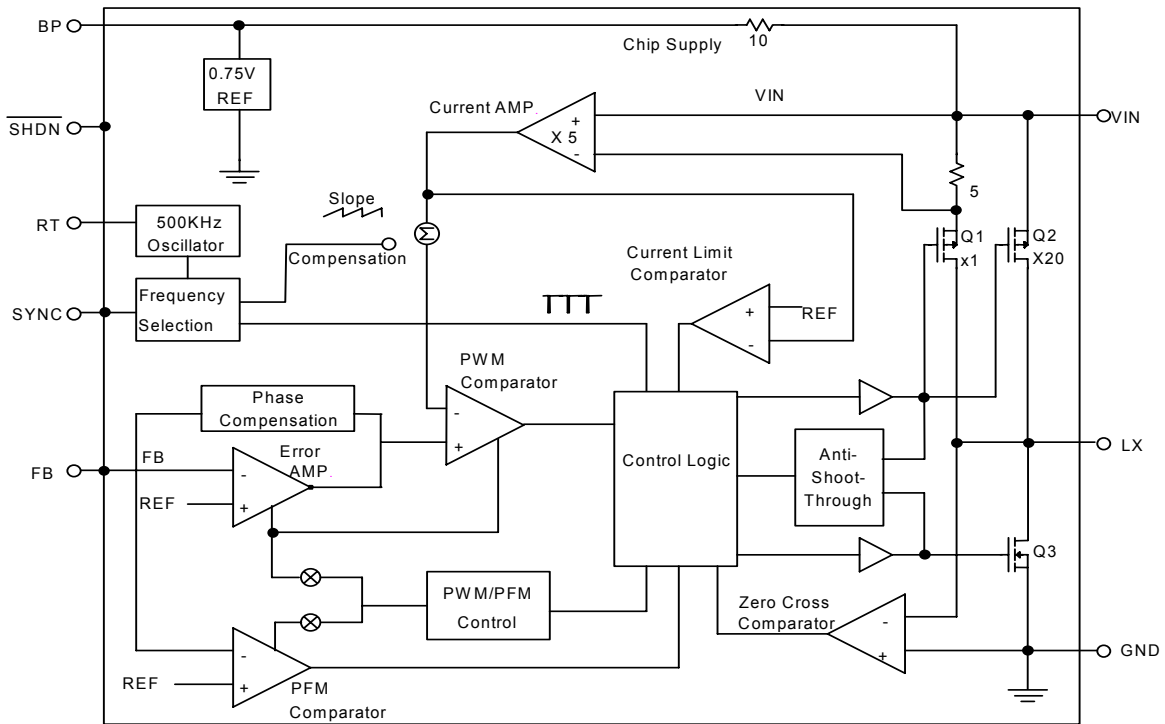 BP
Chip Supply
10
0.75V
REF
VIN
Current AMP
+
X 5
-
VIN
SHDN
5
Slope
RT
500KHz
Oscillator
Σ
Q1
x1
Q2
X20
Compensation
Current Limit
Comparator
Frequency
Selection
SYNC
+
REF
-
PWM
Comparator
Phase
Compensation
-
+
FB
FB
Error
AMP.
-
REF
+
Control Logic
Anti-
Shoot-
Through
LX
Q3
PWM/PFM
Control
Zero Cross
Comparator
-
+
GND
-
REF
+
PFM
Comparator